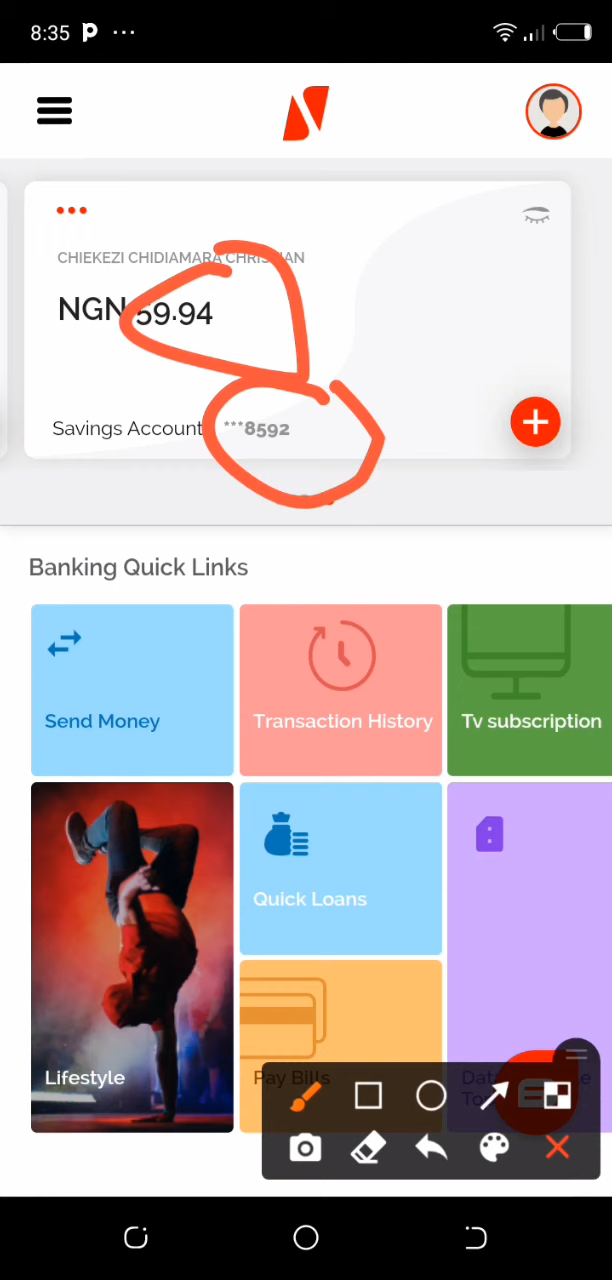 8:35
CHIEKEZI CHIDIAMARA CHRISTIAN
NGN 59.94
Savings Account ***8592
Banking Quick Links
Send Money
Transaction History
Tv subscription
Quick Loans
Lifestyle
Pay Bills